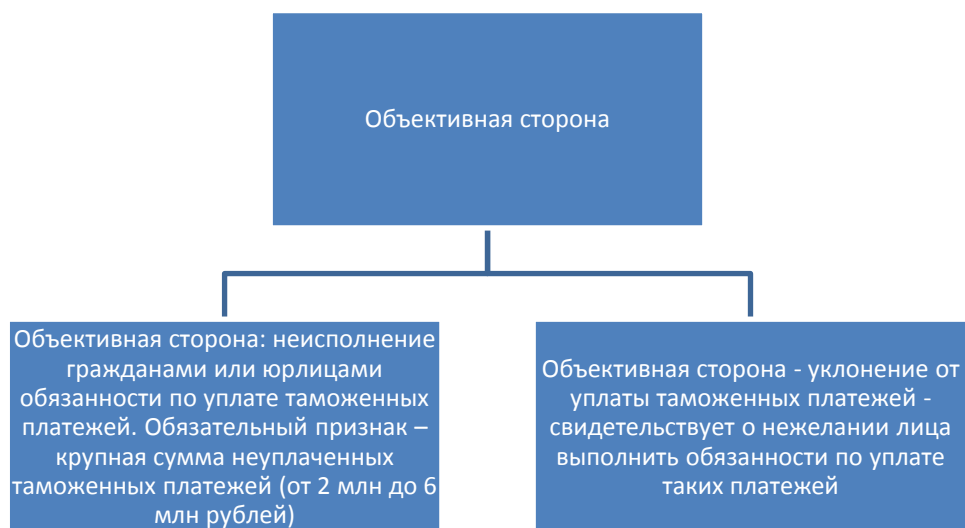 Объективная сторона
Объективная сторона: неисполнение
гражданами или юрлицами
обязанности по уплате таможенных
платежей. Обязательный признак –
крупная сумма неуплаченных
таможенных платежей (от 2 млн до 6
млн рублей)
Объективная сторона - уклонение от
уплаты таможенных платежей -
свидетельствует о нежелании лица
выполнить обязанности по уплате
таких платежей